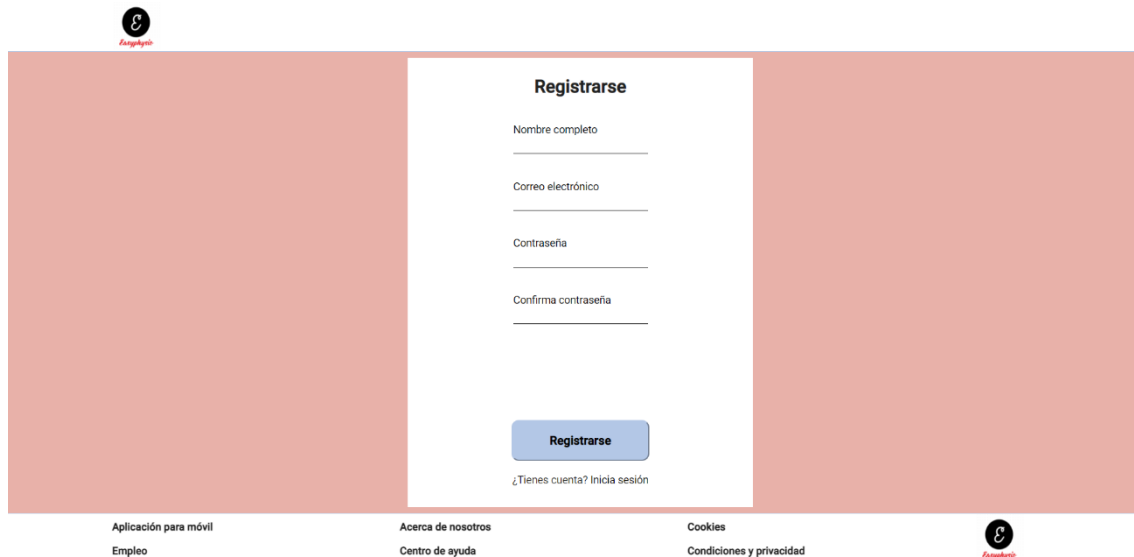 E
Easyphysio
Registrarse
Nombre completo
Correo electrónico
Contraseña
Confirma contraseña
Registrarse
¿Tienes cuenta? Inicia sesión
Aplicación para móvil
Acerca de nosotros
Cookies
E
Empleo
Centro de ayuda
Condiciones y privacidad